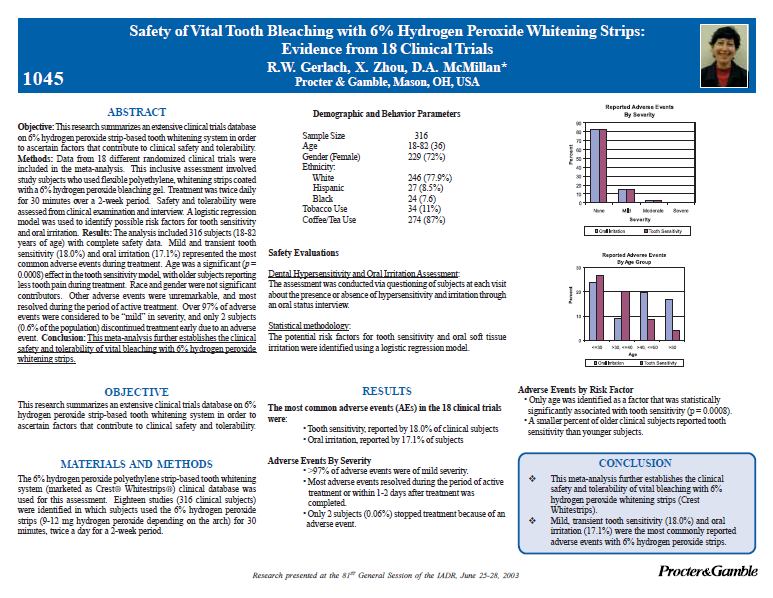 Safety of Vital Tooth Bleaching with 6% Hydrogen Peroxide Whitening Strips:
Evidence from 18 Clinical Trials
R.W. Gerlach, X. Zhou, D.A. McMillan*
Procter & Gamble, Mason, OH, USA
1045
ABSTRACT
Objective: This research summarizes an extensive clinical trials database
on 6% hydrogen peroxide strip-based tooth whitening system in order
to ascertain factors that contribute to clinical safety and tolerability.
Methods: Data from 18 different randomized clinical trials were
included in the meta-analysis. This inclusive assessment involved
study subjects who used flexible polyethylene, whitening strips coated
with a 6% hydrogen peroxide bleaching gel. Treatment was twice daily
for 30 minutes over a 2-week period. Safety and tolerability were
assessed from clinical examination and interview. A logistic regression
model was used to identify possible risk factors for tooth sensitivity
and oral irritation. Results: The analysis included 316 subjects (18-82
years of age) with complete safety data. Mild and transient tooth
sensitivity (18.0%) and oral irritation (17.1%) represented the most
common adverse events during treatment. Age was a significant (p =
0.0008) effect in the tooth sensitivity model, with older subjects reporting
less tooth pain during treatment. Race and gender were not significant
contributors. Other adverse events were unremarkable, and most
resolved during the period of active treatment. Over 97% of adverse
events were considered to be “mild” in severity, and only 2 subjects
(0.6% of the population) discontinued treatment early due to an adverse
event. Conclusion: This meta-analysis further establishes the clinical
safety and tolerability of vital bleaching with 6% hydrogen peroxide
whitening strips.
OBJECTIVE
This research summarizes an extensive clinical trials database on 6%
hydrogen peroxide strip-based tooth whitening system in order to
ascertain factors that contribute to clinical safety and tolerability.
MATERIALS AND METHODS
The 6% hydrogen peroxide polyethylene strip-based tooth whitening
system (marketed as Crest® Whitestrips®) clinical database was
used for this assessment. Eighteen studies (316 clinical subjects)
were identified in which subjects used the 6% hydrogen peroxide
strips (9-12 mg hydrogen peroxide depending on the arch) for 30
minutes, twice a day for a 2-week period.
Demographic and Behavior Parameters
Sample Size 316
Age 18-82 (36)
Gender (Female) 229 (72%)
Ethnicity:
White 246 (77.9%)
Hispanic 27 (8.5%)
Black 24 (7.6)
Tobacco Use 34 (11%)
Coffee/Tea Use 274 (87%)
Safety Evaluations
Dental Hypersensitivity and Oral Irritation Assessment:
The assessment was conducted via questioning of subjects at each visit
about the presence or absence of hypersensitivity and irritation through
an oral status interview.
Statistical methodology:
The potential risk factors for tooth sensitivity and oral soft tissue
irritation were identified using a logistic regression model.
RESULTS
The most common adverse events (AEs) in the 18 clinical trials
were:
• Tooth sensitivity, reported by 18.0% of clinical subjects
• Oral irritation, reported by 17.1% of subjects
Adverse Events By Severity
• >97% of adverse events were of mild severity.
• Most adverse events resolved during the period of active
treatment or within 1-2 days after treatment was
completed.
• Only 2 subjects (0.06%) stopped treatment because of an
adverse event.
Reported Adverse Events
By Severity
Percent
90
80
70
60
50
40
30
20
10
0
None Mild Moderate Severe
Severity
Oral Irritation Tooth Sensitivity
Reported Adverse Events
By Age Group
Percent
30
20
10
0
<=30 >30, <=40 >40, <=50 >50
Age
Oral Irritation Tooth Sensitivity
Adverse Events by Risk Factor
• Only age was identified as a factor that was statistically
significantly associated with tooth sensitivity (p = 0.0008).
• A smaller percent of older clinical subjects reported tooth
sensitivity than younger subjects.
CONCLUSION
❖ This meta-analysis further establishes the clinical
safety and tolerability of vital bleaching with 6%
hydrogen peroxide whitening strips (Crest
Whitestrips).
❖ Mild, transient tooth sensitivity (18.0%) and oral
irritation (17.1%) were the most commonly reported
adverse events with 6% hydrogen peroxide strips.
Research presented at the 81st General Session of the IADR, June 25-28, 2003
Procter&Gamble